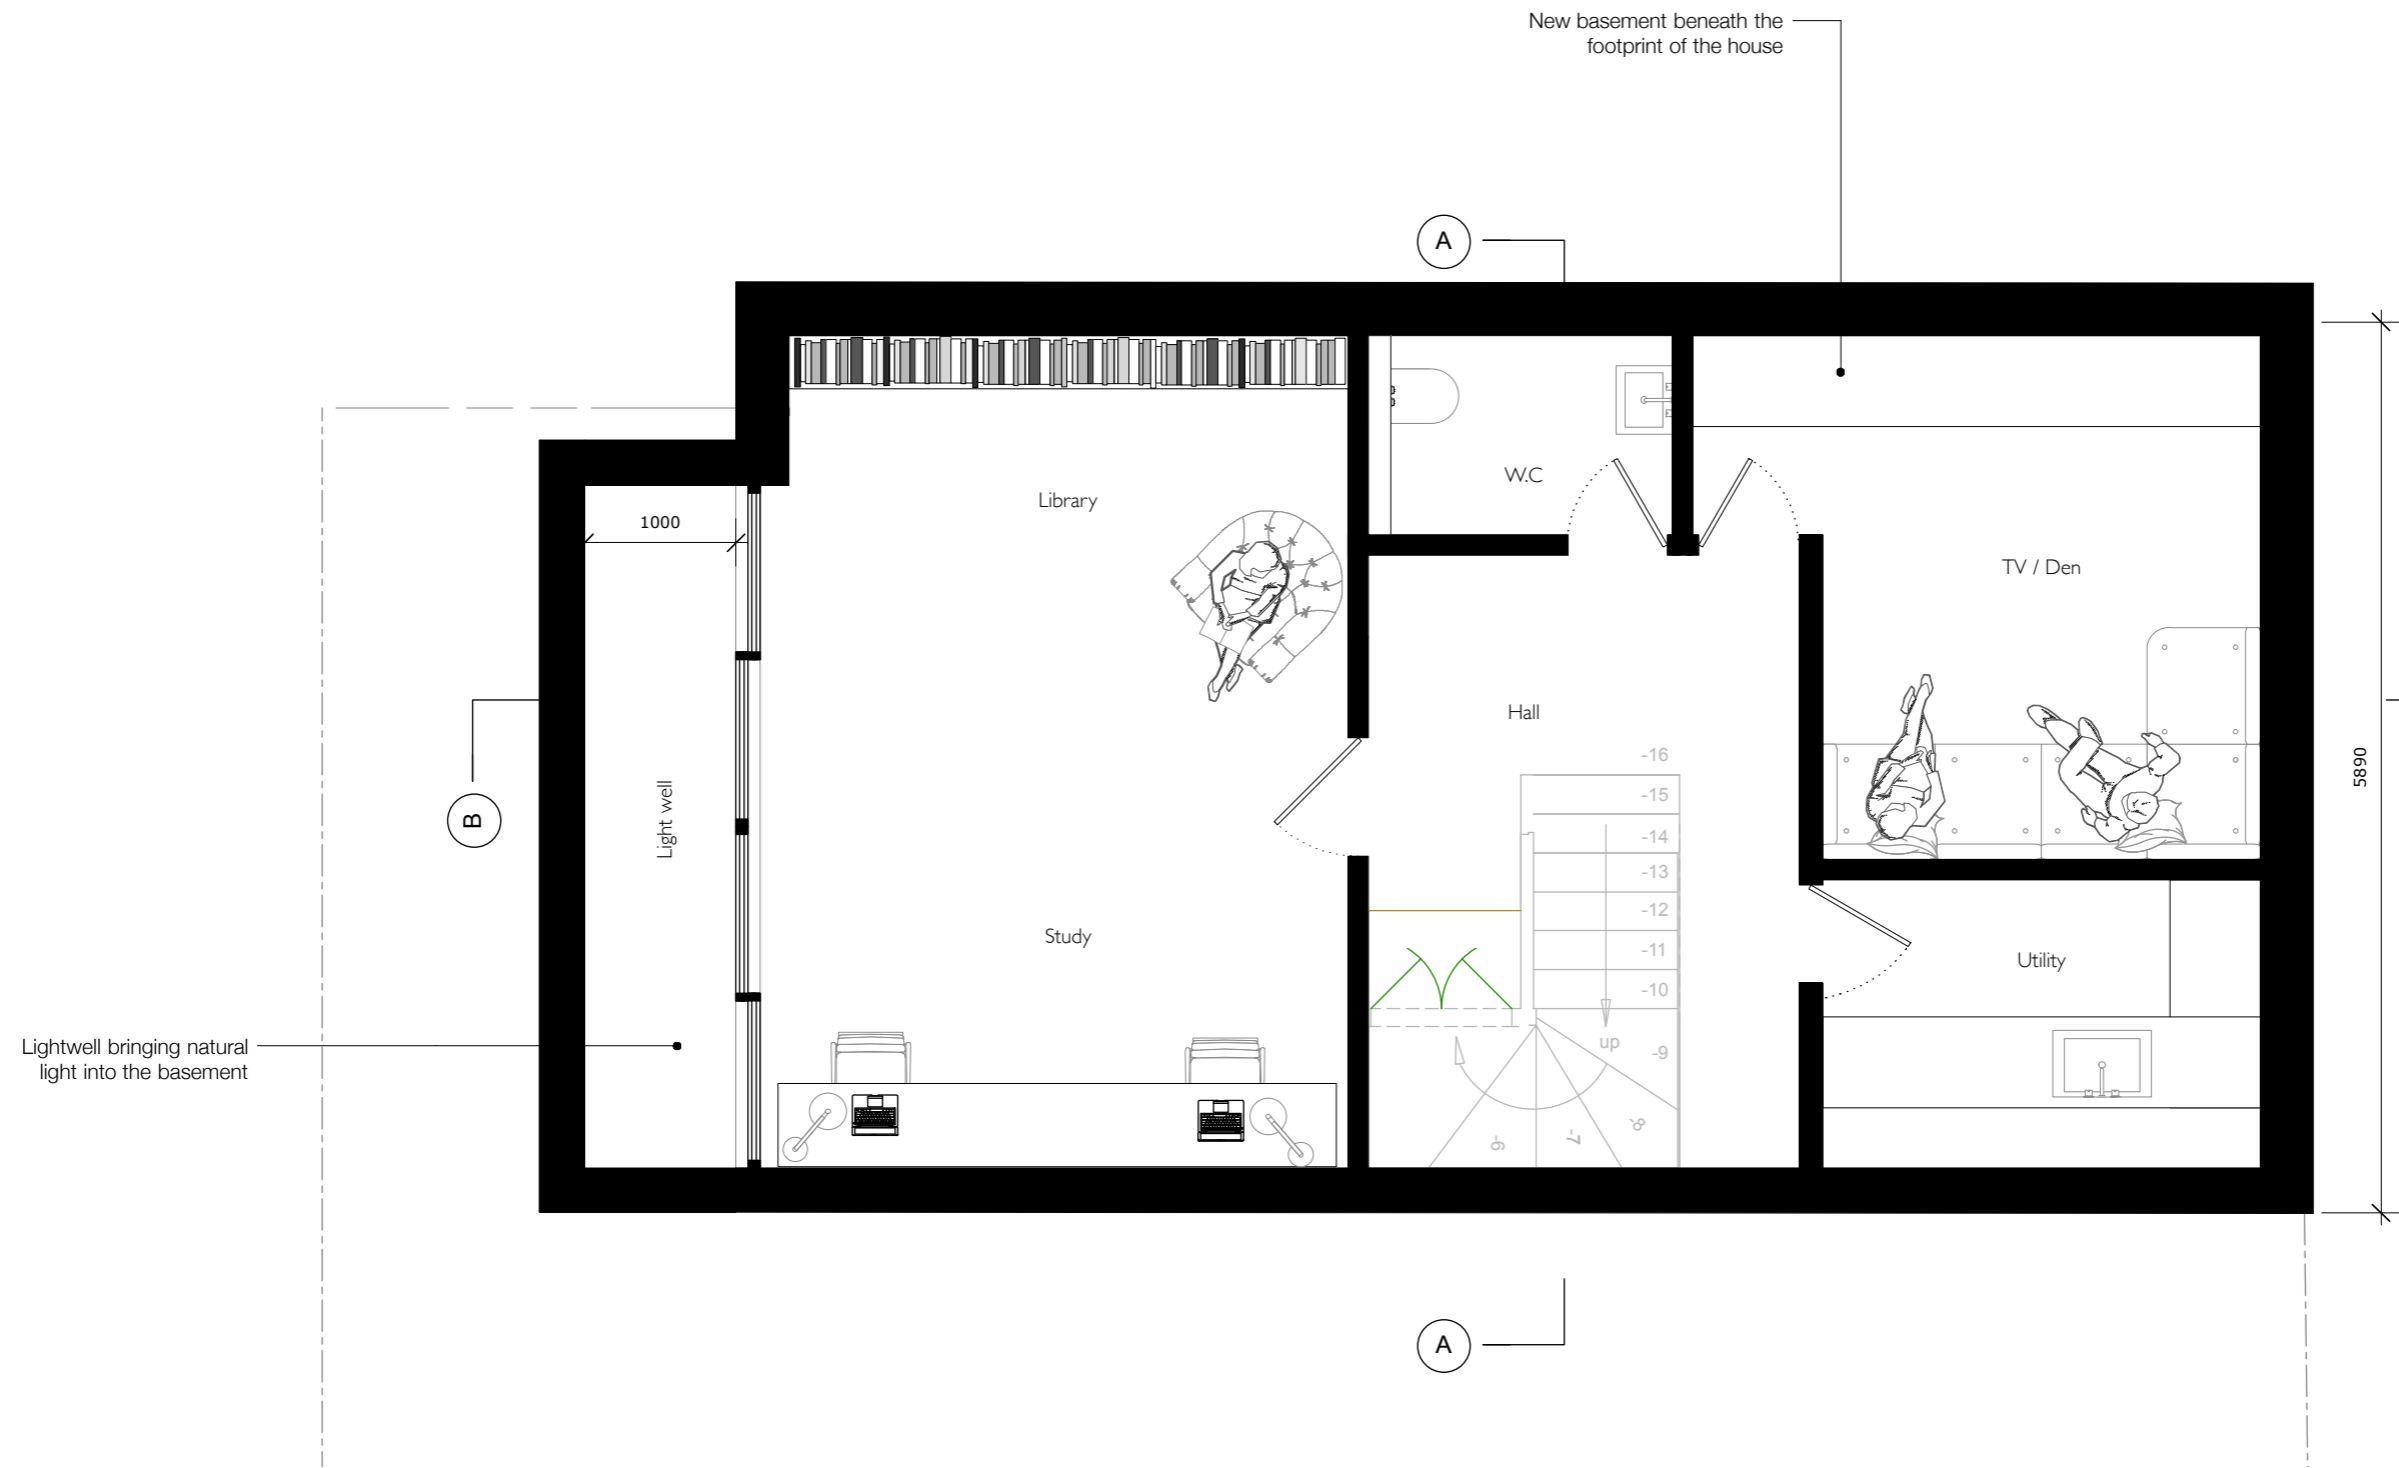 New basement beneath the
footprint of the house
A
W.C
Library
1000
TV / Den
Hall
-16
5890
-15
B
Light well
-14
-13
-12
Study
-11
Utility
-10
up
-9
Lightwell bringing natural
light into the basement
-8
-7
-6
A